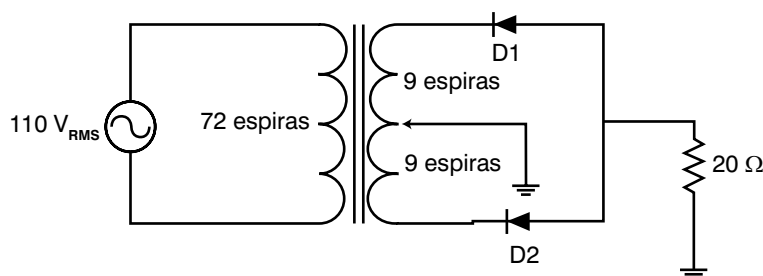 D1
9 espiras
110 V_RMS
72 espiras
9 espiras
20 Ω
D2